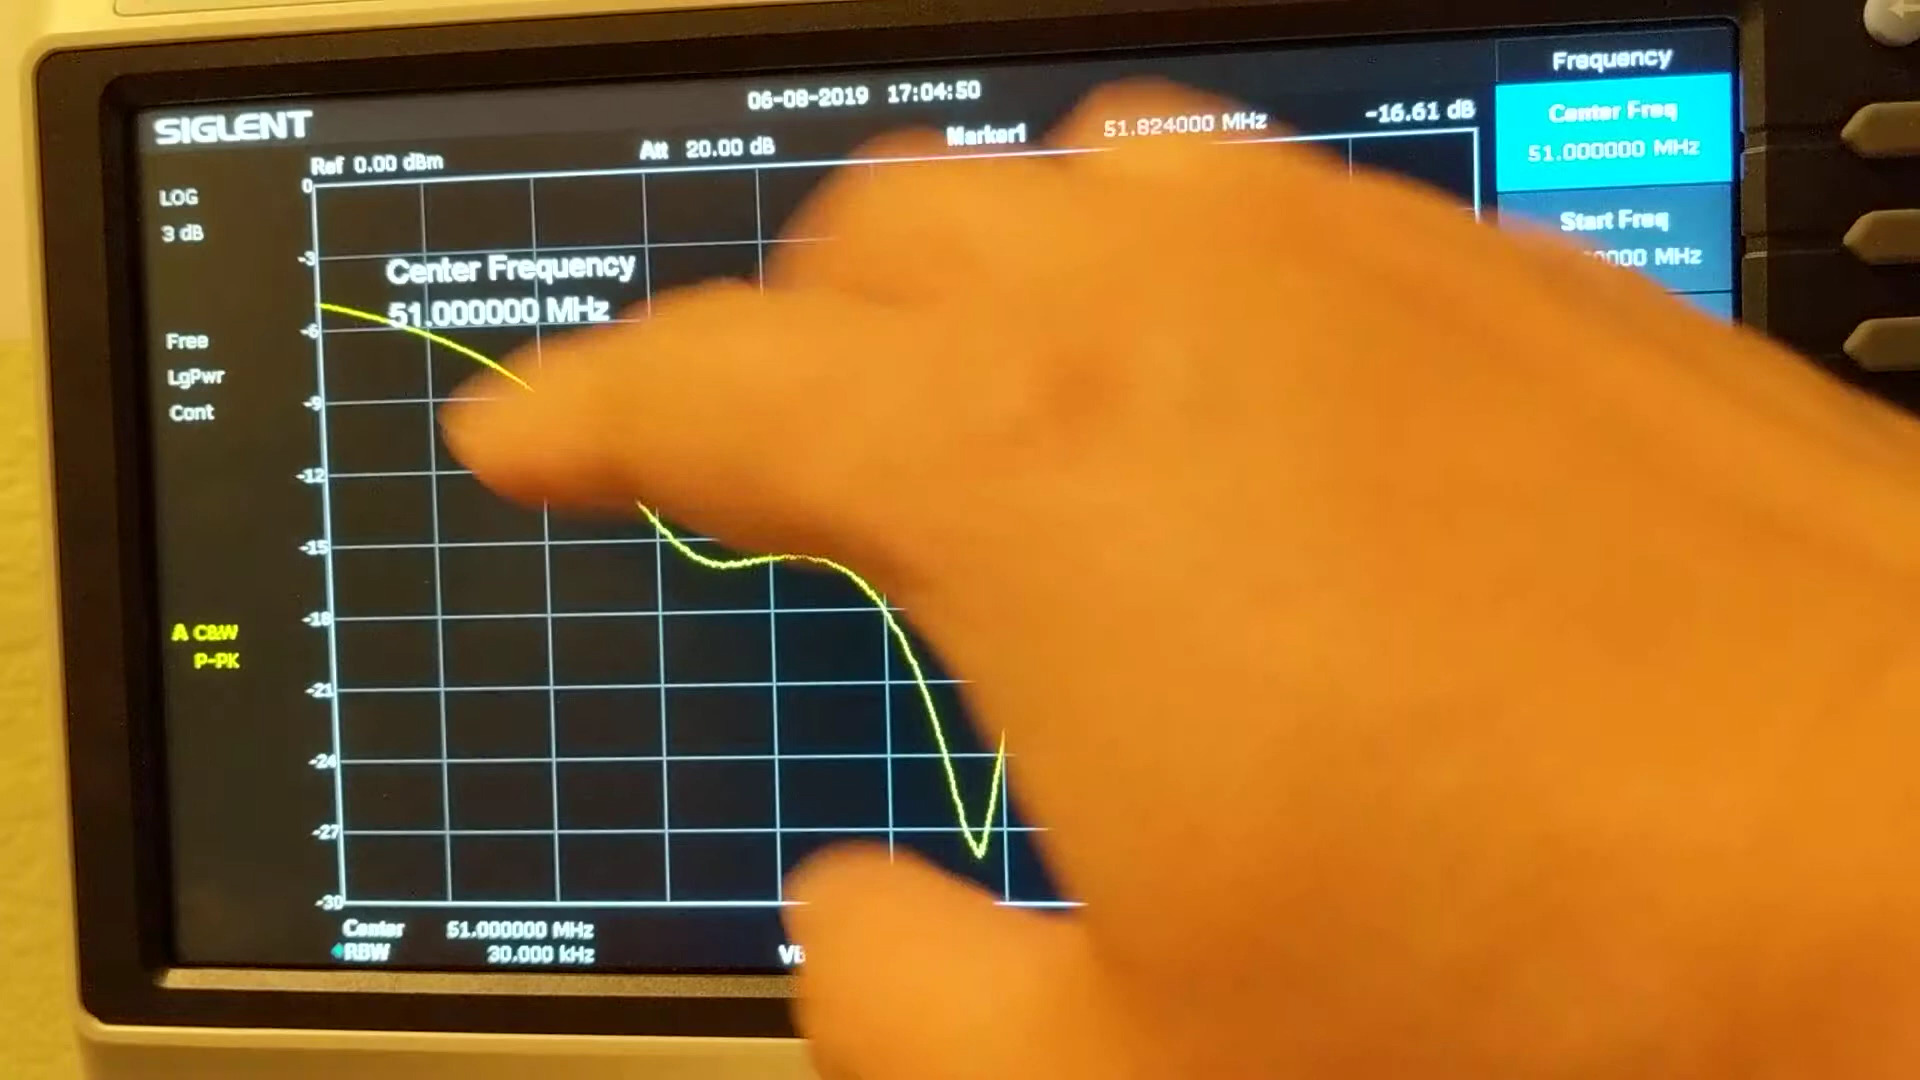 Frequency
SIGLENT
06-08-2019 17:04:50
Ref 0.00 dBm
Att 20.00 dB
Marker1
51.824000 MHz
-16.61 dB
Center Freq
51.000000 MHz
LOG
3 dB
Start Freq
0000 MHz
Center Frequency
51.000000 MHz
Free
LgPwr
Cont
A C&W
P-PK
0
-3
-6
-9
-12
-15
-18
-21
-24
-27
-30
Center 51.000000 MHz
RBW 30.000 kHz